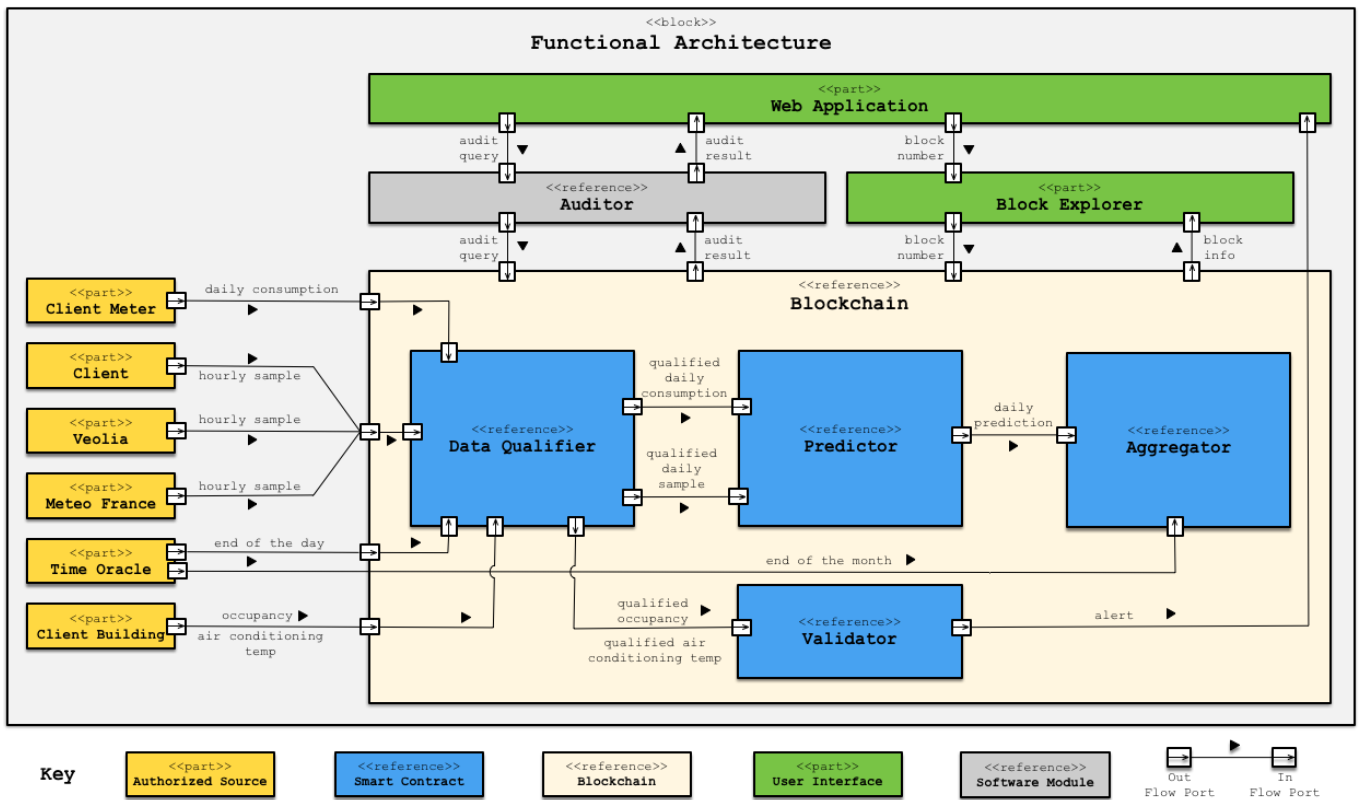 <<block>>
Functional Architecture
<<part>>
Web Application
audit
query
audit
result
block
number
<<reference>>
Auditor
<<part>>
Block Explorer
audit
query
audit
result
block
number
block
info
<<reference>>
Blockchain
<<part>>
Client Meter
daily consumption
<<part>>
Client
hourly sample
<<part>>
Veolia
hourly sample
<<part>>
Meteo France
hourly sample
<<part>>
Time Oracle
end of the day
end of the month
<<part>>
Client Building
occupancy
air conditioning
temp
<<reference>>
Data Qualifier
qualified
daily
consumption
qualified
daily
sample
<<reference>>
Predictor
daily
prediction
<<reference>>
Aggregator
qualified
occupancy
qualified air
conditioning temp
<<reference>>
Validator
alert
Key
<<part>>
Authorized Source
<<reference>>
Smart Contract
<<reference>>
Blockchain
<<part>>
User Interface
<<reference>>
Software Module
Out
Flow Port
In
Flow Port